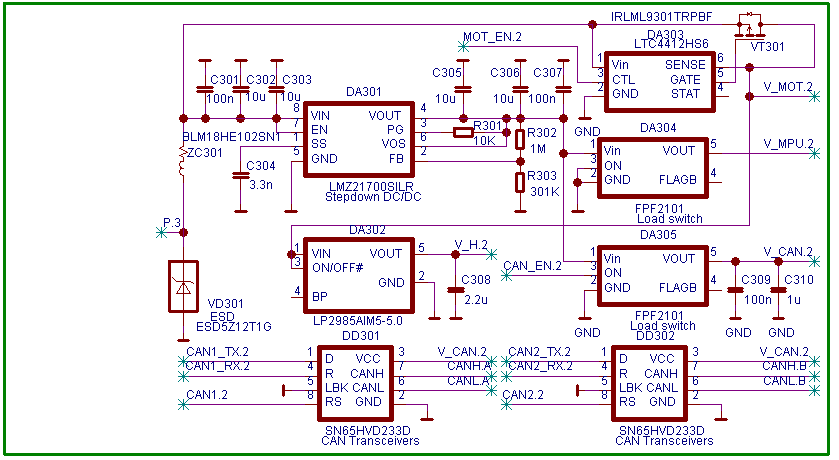 IRLML9301TRPBF
VT301
MOT_EN.2
DA303
LTC4412HS6
1 Vin SENSE 6
3 CTL GATE 5
2 GND STAT 4
V_MOT.2
GND
C301 100n
C302 10u
C303 10u
DA301
8 Vin VOUT 4
7 EN PG 3
1 SS VOS 6
5 GND FB 2
LMZ21700SILR
Stepdown DC/DC
C305 10u
C306 10u
C307 100n
R301 10K
R302 1M
R303 301K
BLM18HE102SN1
ZC301
C304 3.3n
DA304
1 Vin VOUT 5
3 ON
2 GND FLAGB 4
FPF2101
Load switch
V_MPU.2
P.3
DA302
1 Vin VOUT 5
3 ON/OFF#
GND 2
4 BP
LP2985AIM5-5.0
V_H.2
C308 2.2u
CAN_EN.2
DA305
1 Vin VOUT 5
3 ON
2 GND FLAGB 4
FPF2101
Load switch
V_CAN.2
C309 100n
C310 1u
GND
GND
GND
VD301
ESD
ESD5Z12T1G
DD301
CAN1_TX.2 1 D VCC 3 V_CAN.2
CAN1_RX.2 4 R CANH 7 CANH.A
5 LBK CANL 6 CANL.A
CAN1.2 8 RS GND 2
SN65HVD233D
CAN Transceivers
DD302
CAN2_TX.2 1 D VCC 3 V_CAN.2
CAN2_RX.2 4 R CANH 7 CANH.B
5 LBK CANL 6 CANL.B
CAN2.2 8 RS GND 2
SN65HVD233D
CAN Transceivers